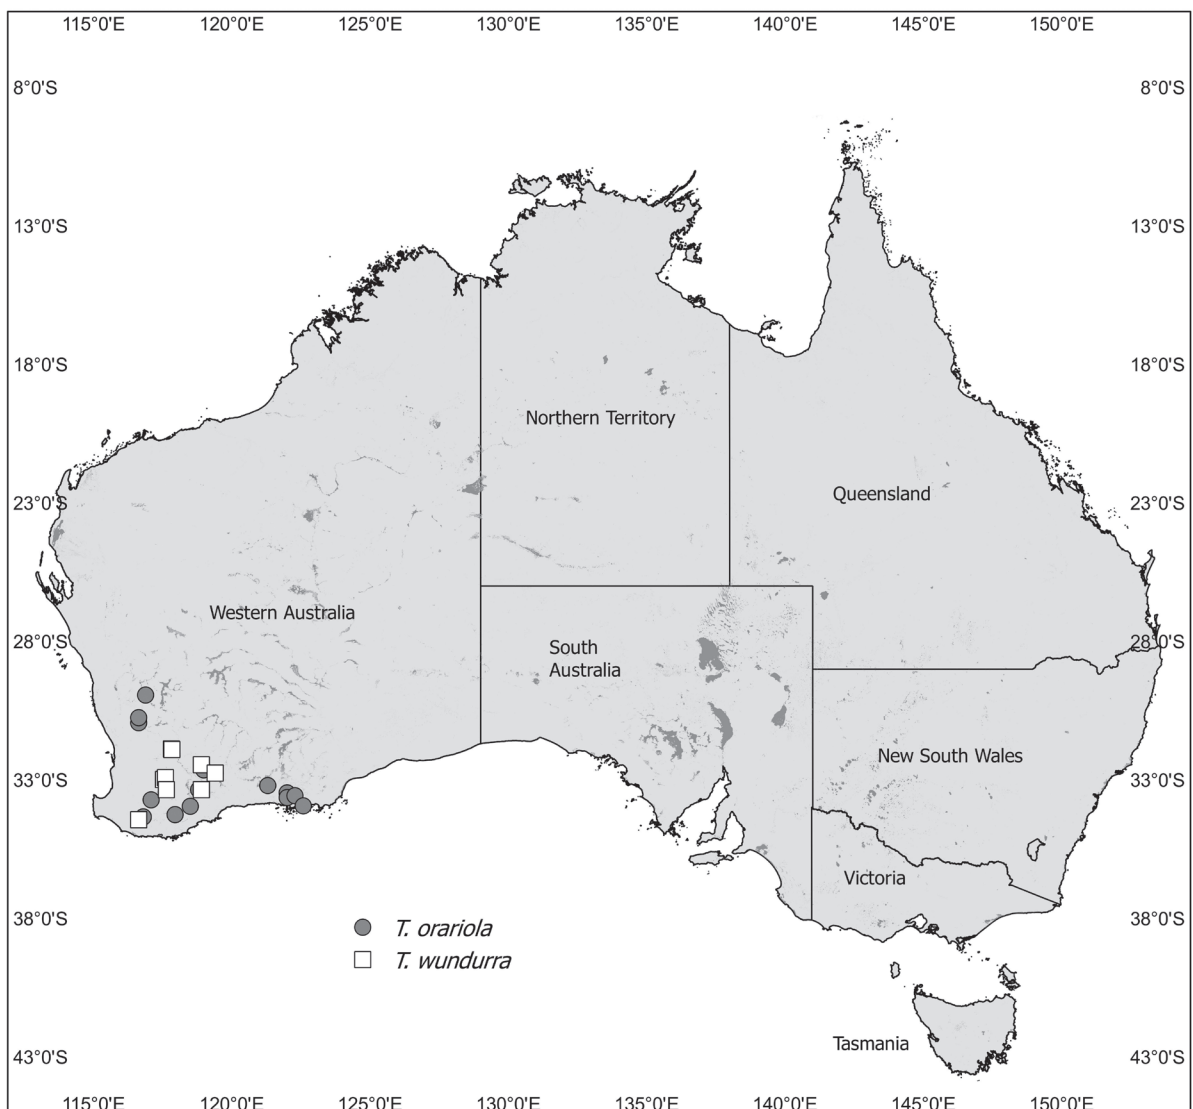 115°0'E 120°0'E 125°0'E 130°0'E 135°0'E 140°0'E 145°0'E 150°0'E
8°0'S 8°0'S
13°0'S 13°0'S
18°0'S 18°0'S
Northern Territory
Queensland
23°0'S 23°0'S
Western Australia
28°0'S 28°0'S
South
Australia
New South Wales
33°0'S 33°0'S
Victoria
38°0'S 38°0'S
T. orariola
T. wundurra
Tasmania
43°0'S 43°0'S
115°0'E 120°0'E 125°0'E 130°0'E 135°0'E 140°0'E 145°0'E 150°0'E